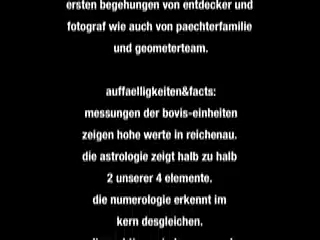 ersten begehungen von entdecker und
fotograf wie auch von paechterfamilie
und geometerteam.
auffaelligkeiten&facts:
messungen der bovis-einheiten
zeigen hohe werte in reichenau.
die astrologie zeigt halb zu halb
2 unserer 4 elemente.
die numerologie erkennt im
kern desgleichen.